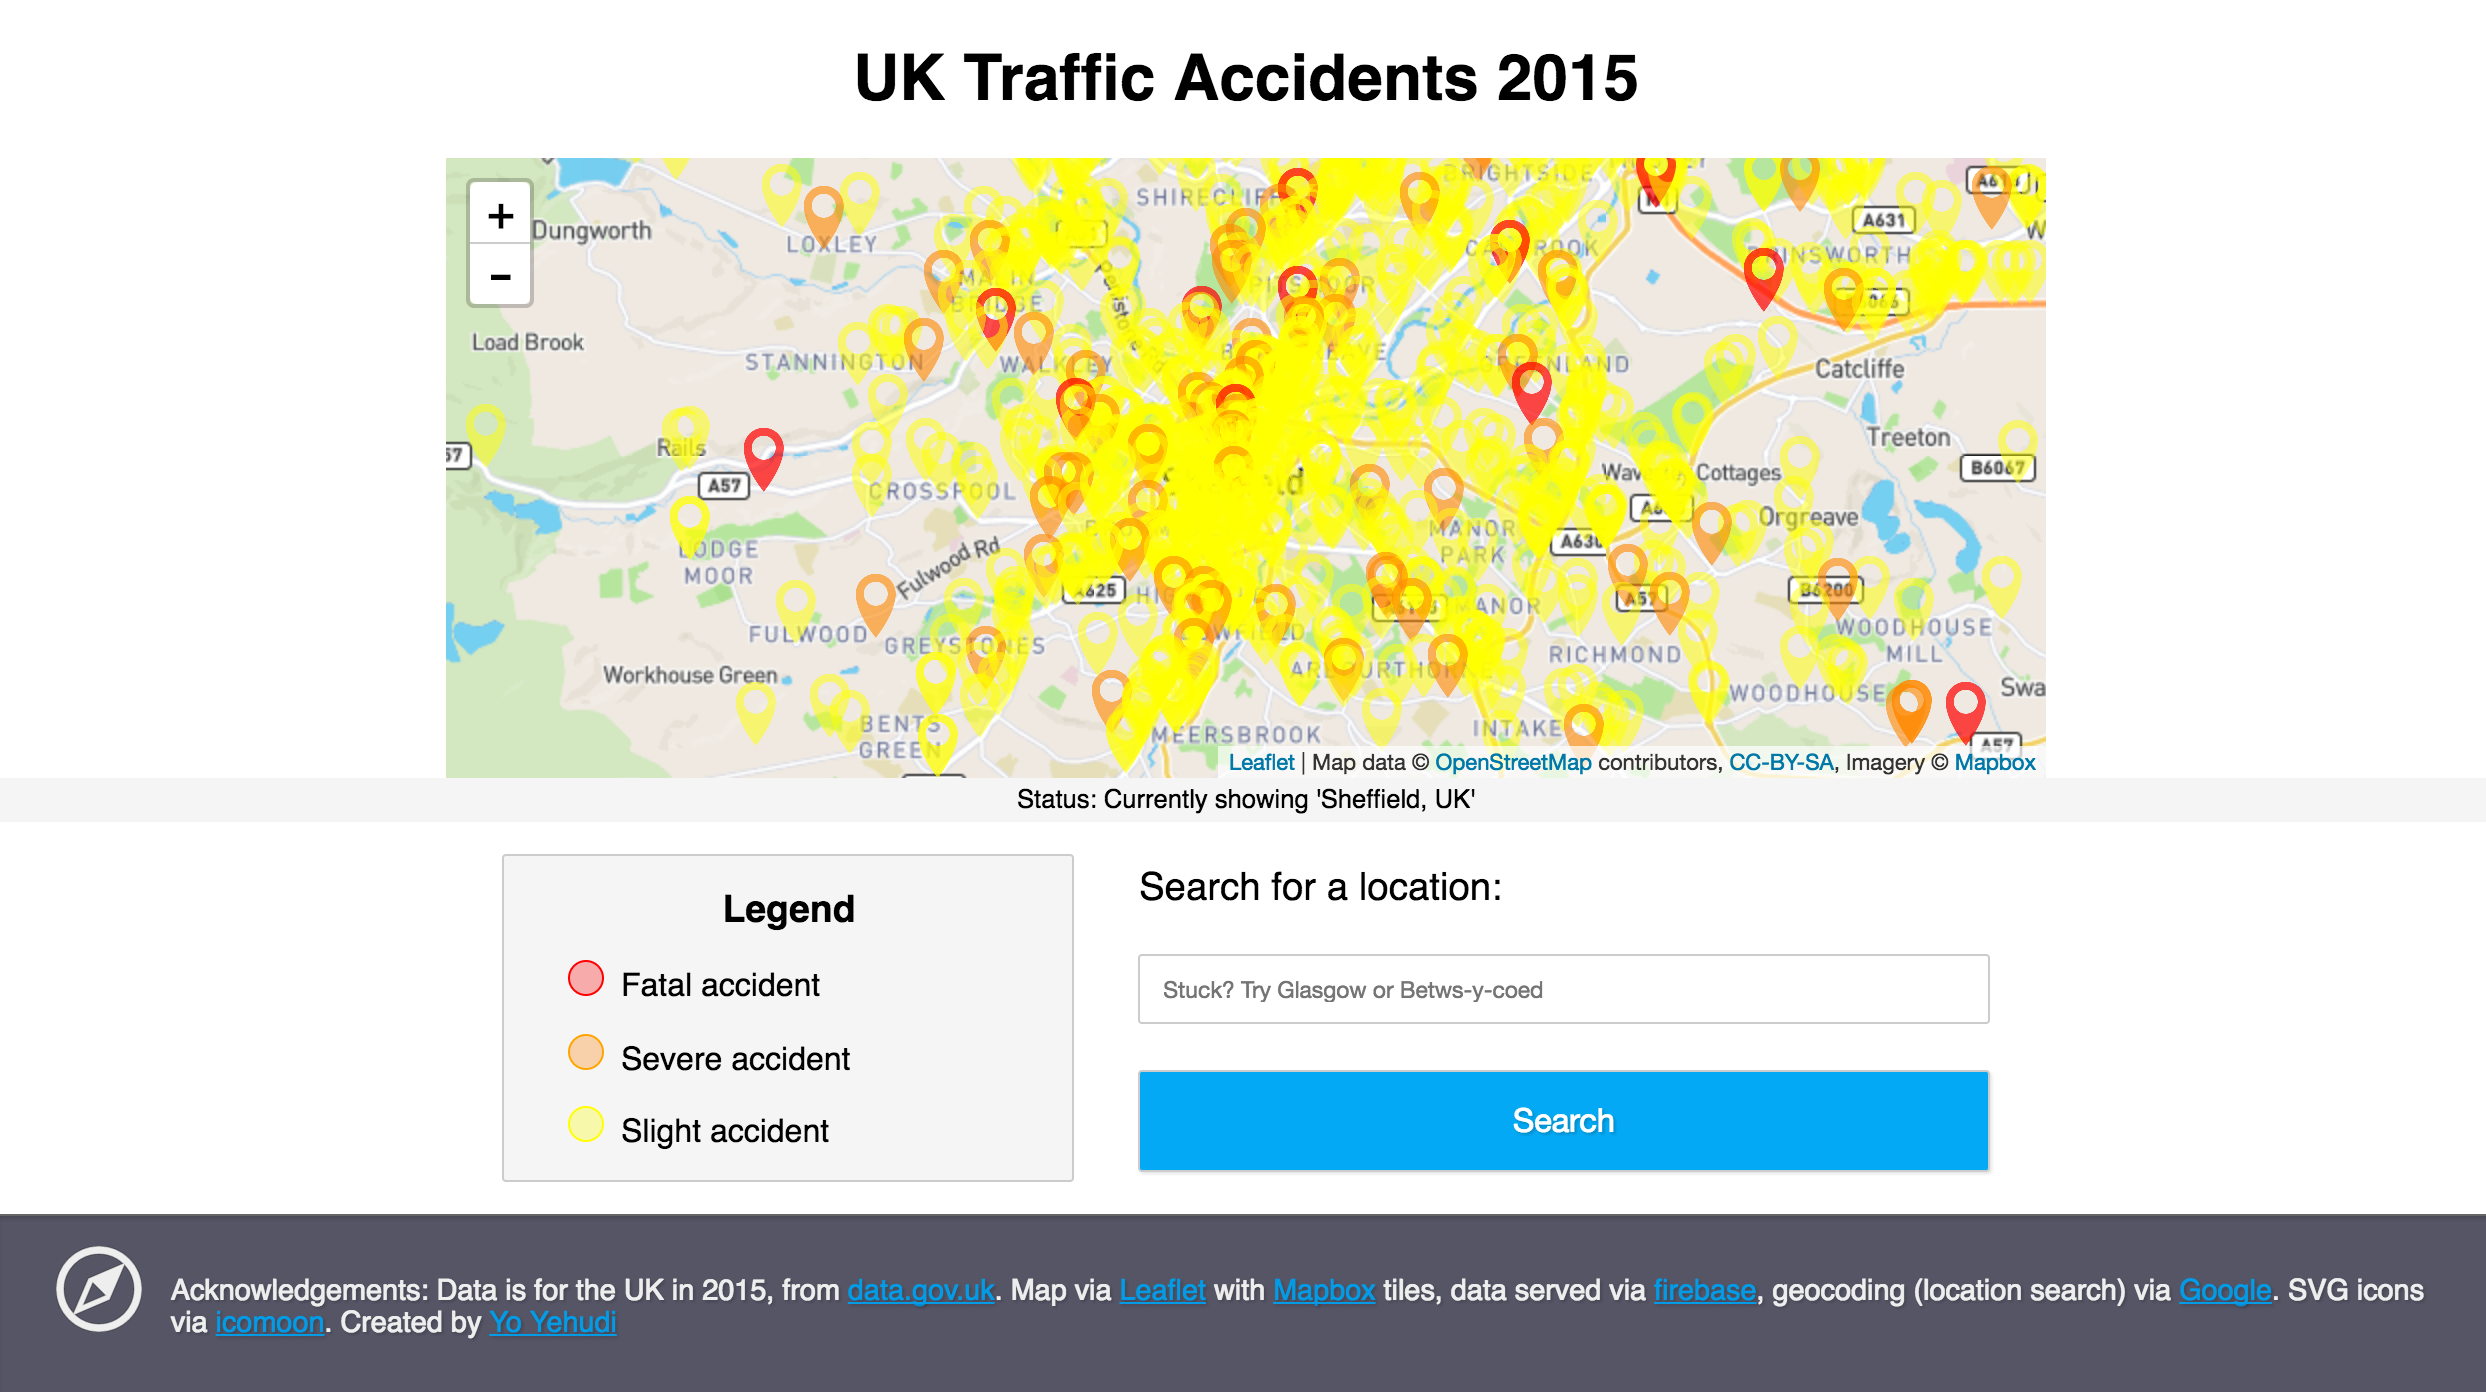 UK Traffic Accidents 2015
+
−
Dungworth
LOXLEY
SHIRECLIFF
BRIGHTSIDE
A631
Load Brook
STANNINGTON
WALKLEY
Catcliffe
Rails
A57
CROSSPOOL
Treeton
B6067
Cottages
Orgreave
MANOR
PARK
LODGE
MOOR
Fulwood Rd
A625
B6200
MANOR
FULWOOD
GREYSTONES
WOODHOUSE
MILL
RICHMOND
Workhouse Green
WOODHOUSE
Swa
BENTS
GREEN
MEERSBROOK
INTAKE
A57
Leaflet | Map data © OpenStreetMap contributors, CC-BY-SA, Imagery © Mapbox
Status: Currently showing 'Sheffield, UK'
Legend
Fatal accident
Severe accident
Slight accident
Search for a location:
Stuck? Try Glasgow or Betws-y-coed
Search
Acknowledgements: Data is for the UK in 2015, from data.gov.uk. Map via Leaflet with Mapbox tiles, data served via firebase, geocoding (location search) via Google. SVG icons
via icomoon. Created by Yo Yehudi